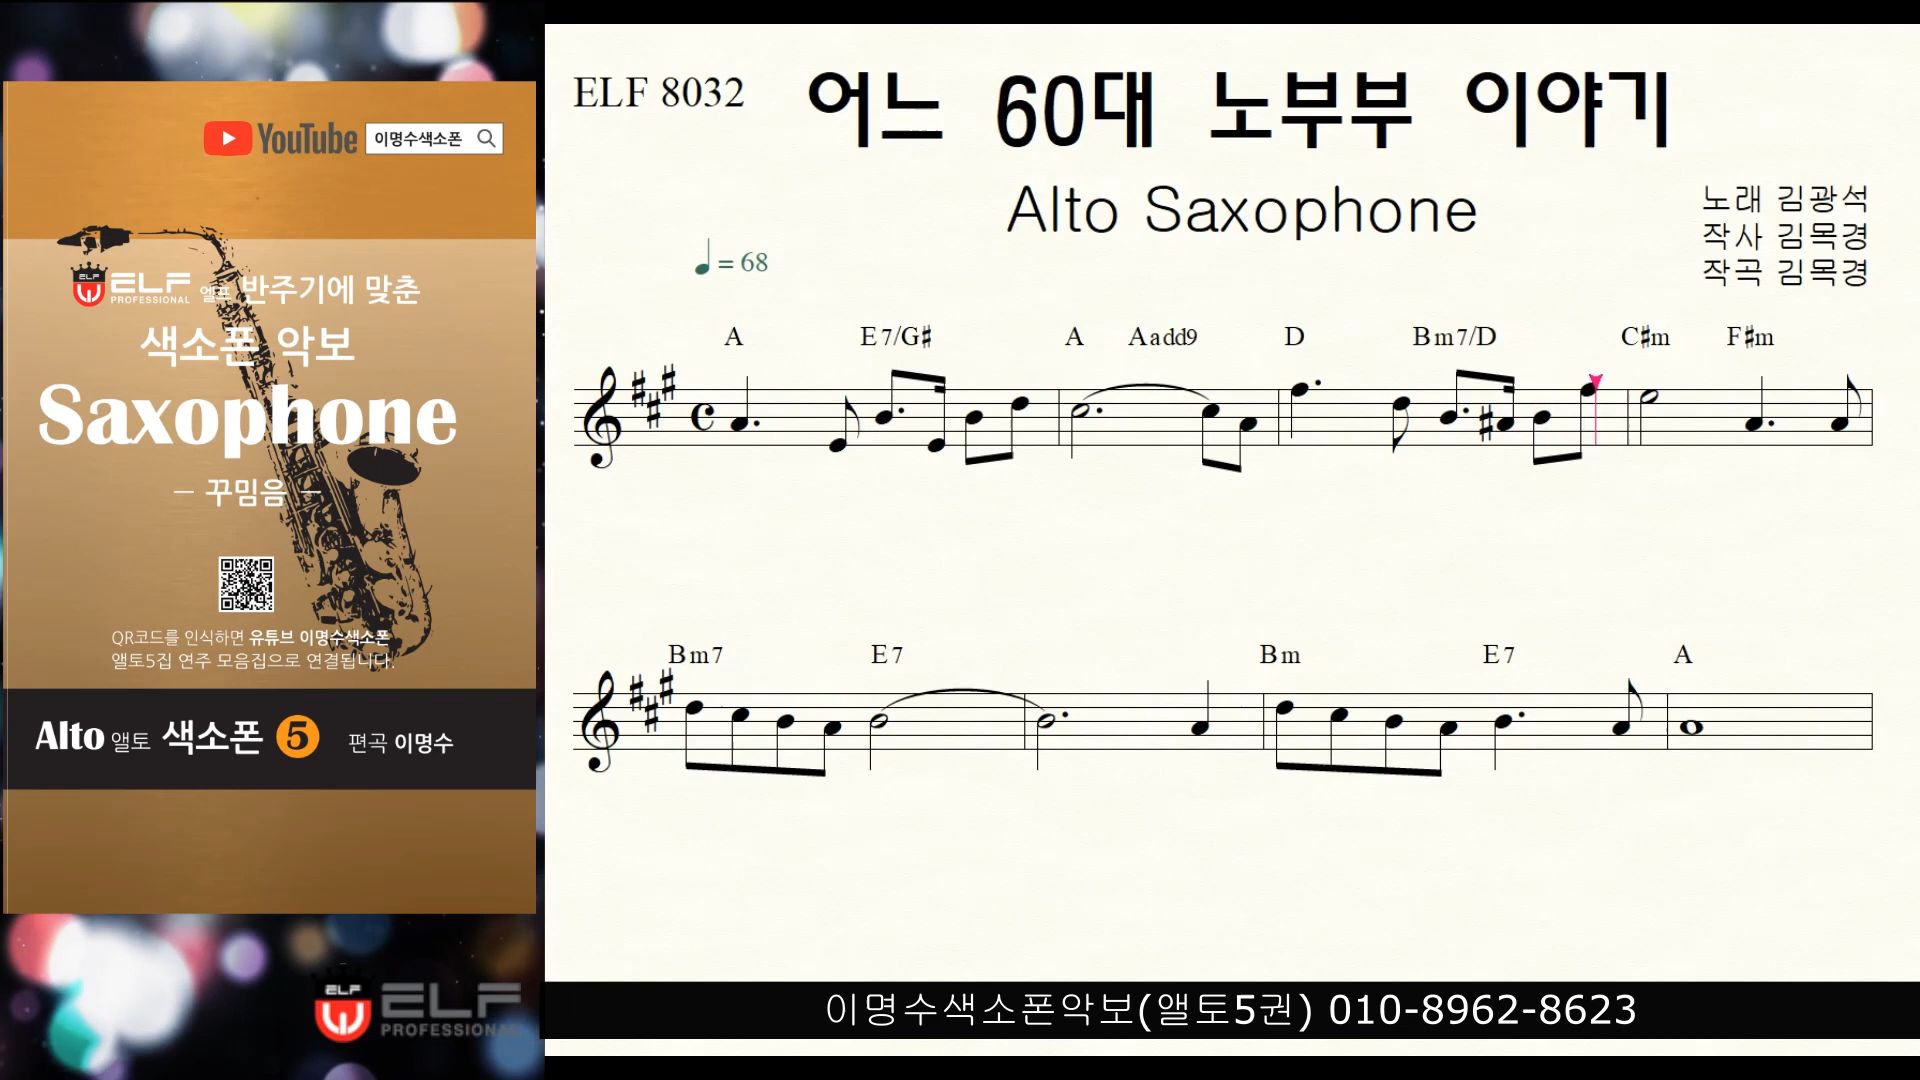 YouTube 이명수색소폰
ELF
ELF
PROFESSIONAL
엘프 반주기에 맞춘
색소폰 악보
Saxophone
– 꾸밈음 –
QR코드를 인식하면 유튜브 이명수색소폰
앨토5집 연주 모음집으로 연결됩니다.
Alto 앨토 색소폰 5 편곡 이명수
ELF
ELF
PROFESSIONAL
ELF 8032
어느 60대 노부부 이야기
Alto Saxophone
노래 김광석
작사 김목경
작곡 김목경
♩= 68
A E7/G♯ A Aadd9 D Bm7/D C♯m F♯m
Bm7 E7 Bm E7 A
이명수색소폰악보(앨토5권) 010-8962-8623